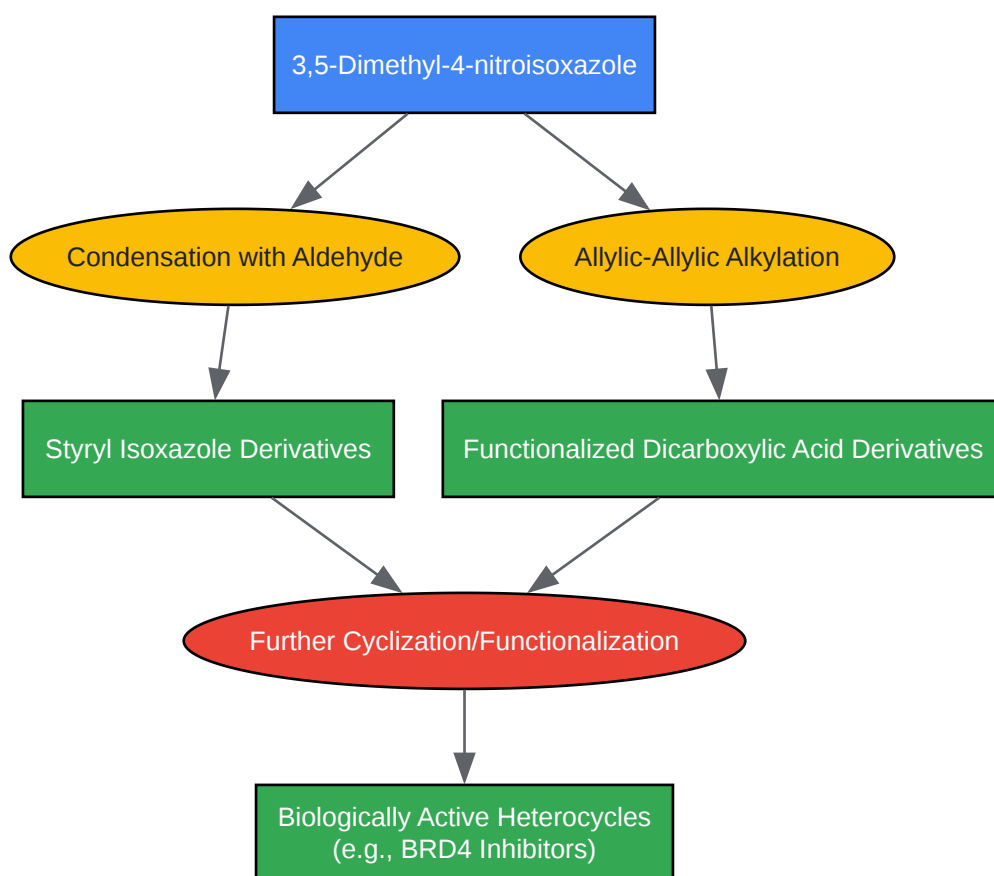 3,5-Dimethyl-4-nitroisoxazole
Condensation with Aldehyde
Allylic-Allylic Alkylation
Styryl Isoxazole Derivatives
Functionalized Dicarboxylic Acid Derivatives
Further Cyclization/Functionalization
Biologically Active Heterocycles
(e.g., BRD4 Inhibitors)